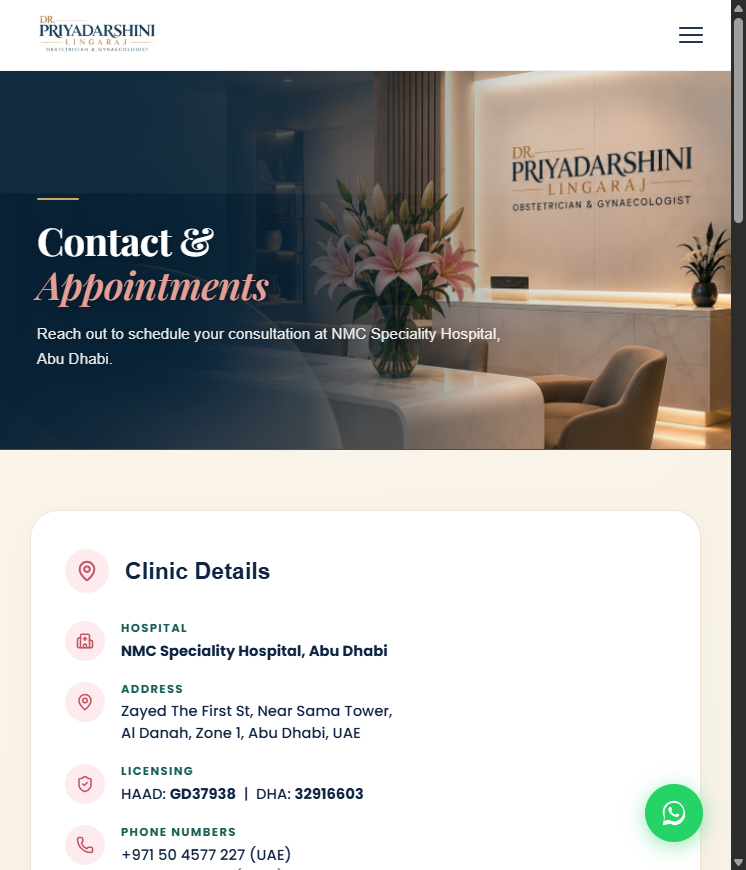 DR.
PRIYADARSHINI
LINGARAJ
OBSTETRICIAN & GYNAECOLOGIST
DR.
PRIYADARSHINI
LINGARAJ
OBSTETRICIAN & GYNAECOLOGIST
Contact &
Appointments
Reach out to schedule your consultation at NMC Speciality Hospital,
Abu Dhabi.
Clinic Details
HOSPITAL
NMC Speciality Hospital, Abu Dhabi
ADDRESS
Zayed The First St, Near Sama Tower,
Al Danah, Zone 1, Abu Dhabi, UAE
LICENSING
HAAD: GD37938 | DHA: 32916603
PHONE NUMBERS
+971 50 4577 227 (UAE)